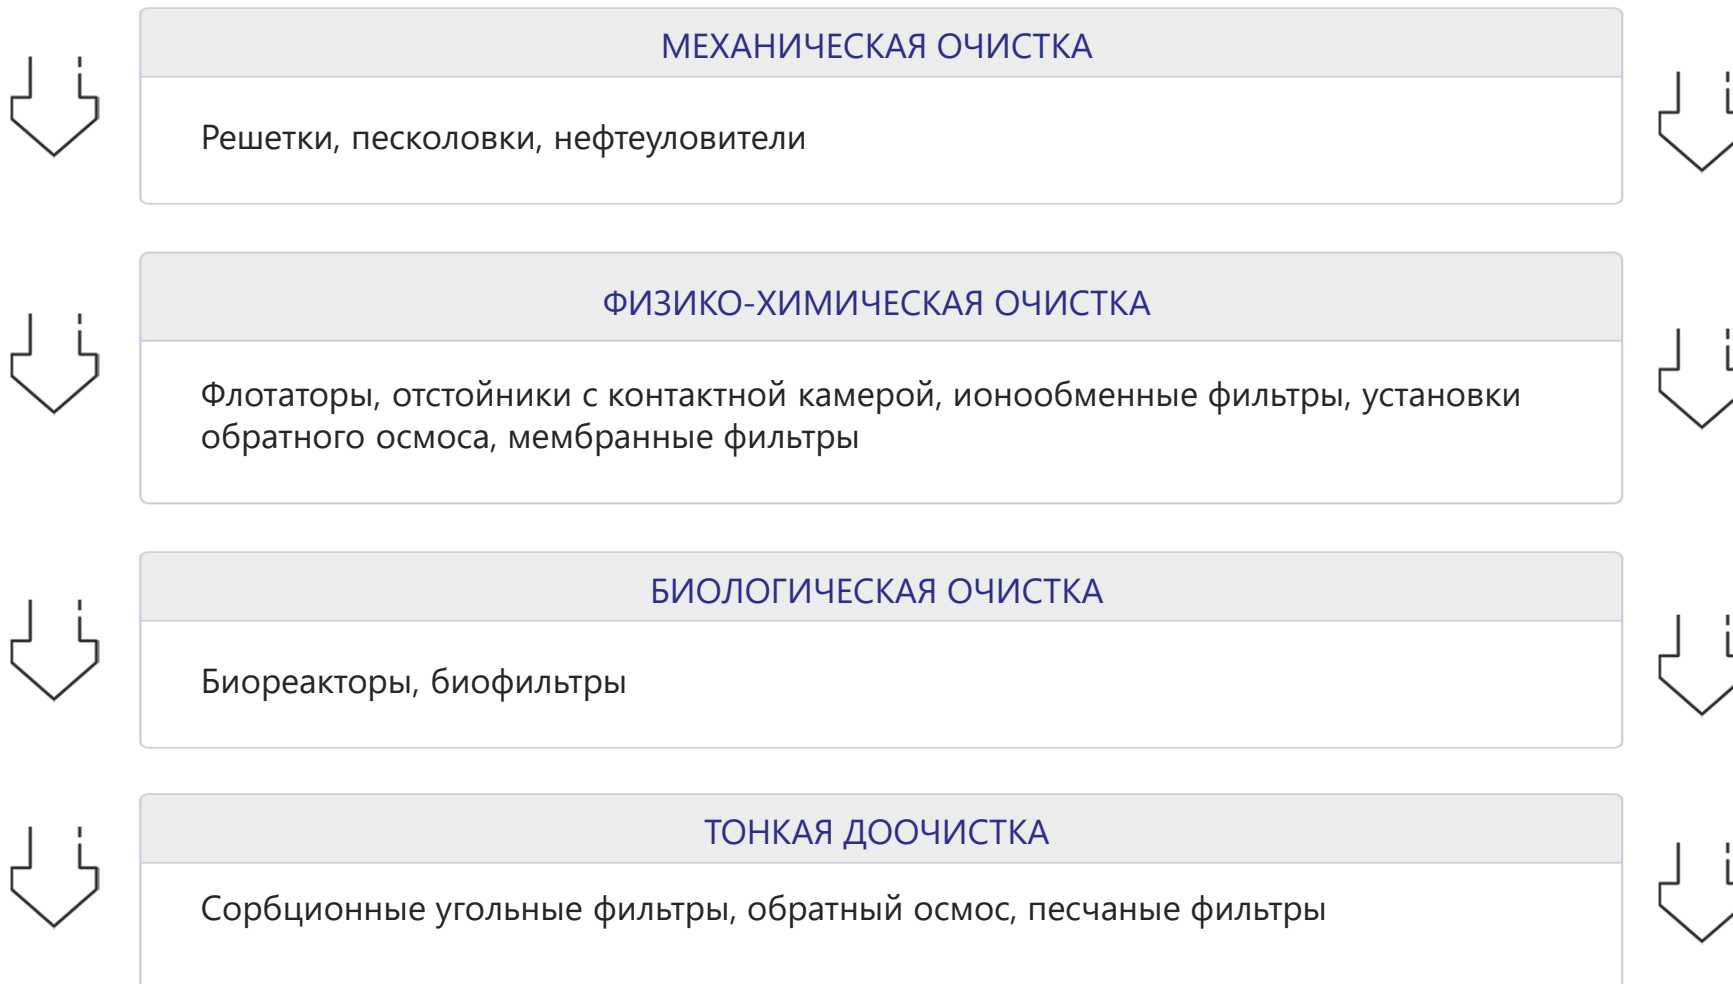 МЕХАНИЧЕСКАЯ ОЧИСТКА
Решетки, песколовки, нефтеуловители
ФИЗИКО-ХИМИЧЕСКАЯ ОЧИСТКА
Флотаторы, отстойники с контактной камерой, ионообменные фильтры, установки
обратного осмоса, мембранные фильтры
БИОЛОГИЧЕСКАЯ ОЧИСТКА
Биореакторы, биофильтры
ТОНКАЯ ДООЧИСТКА
Сорбционные угольные фильтры, обратный осмос, песчаные фильтры